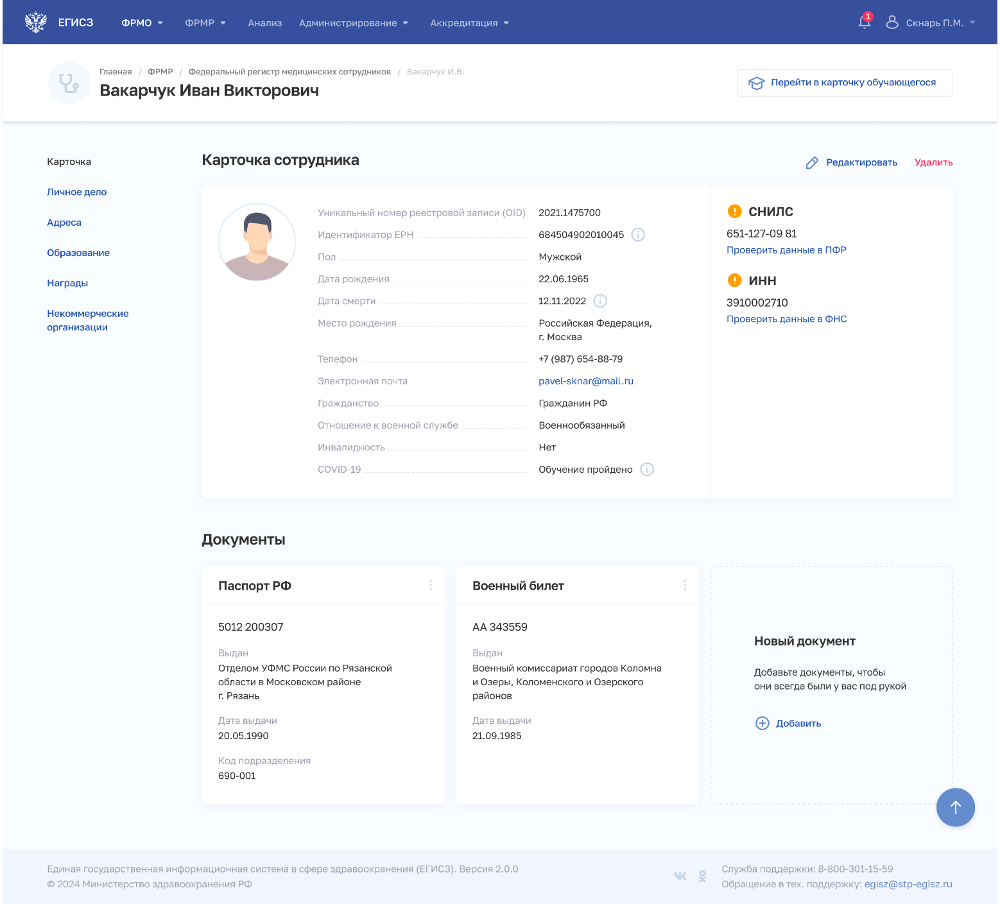 ЕГИСЗ ФРМО ФРМР Анализ Администрирование Аккредитация 1 Скнарь П.М.
Главная / ФРМР / Федеральный регистр медицинских сотрудников / Вакарчук И.В.
Вакарчук Иван Викторович
Перейти в карточку обучающегося
Карточка
Личное дело
Адреса
Образование
Награды
Некоммерческие
организации
Карточка сотрудника
Редактировать Удалить
Уникальный номер реестровой записи (OID) 2021.1475700
Идентификатор ЕРН 684504902010045
Пол Мужской
Дата рождения 22.06.1965
Дата смерти 12.11.2022
Место рождения Российская Федерация,
г. Москва
Телефон +7 (987) 654-88-79
Электронная почта pavel-sknar@mail.ru
Гражданство Гражданин РФ
Отношение к военной службе Военнообязанный
Инвалидность Нет
COVID-19 Обучение пройдено
СНИЛС
651-127-09 81
Проверить данные в ПФР
ИНН
3910002710
Проверить данные в ФНС
Документы
Паспорт РФ
5012 200307
Выдан
Отделом УФМС России по Рязанской
области в Московском районе
г. Рязань
Дата выдачи
20.05.1990
Код подразделения
690-001
Военный билет
АА 343559
Выдан
Военный комиссариат городов Коломна
и Озеры, Коломенского и Озерского
районов
Дата выдачи
21.09.1985
Новый документ
Добавьте документы, чтобы
они всегда были у вас под рукой
Добавить
Единая государственная информационная система в сфере здравоохранения (ЕГИСЗ). Версия 2.0.0
© 2024 Министерство здравоохранения РФ
Служба поддержки: 8-800-301-15-59
Обращение в тех. поддержку: egisz@stp-egisz.ru